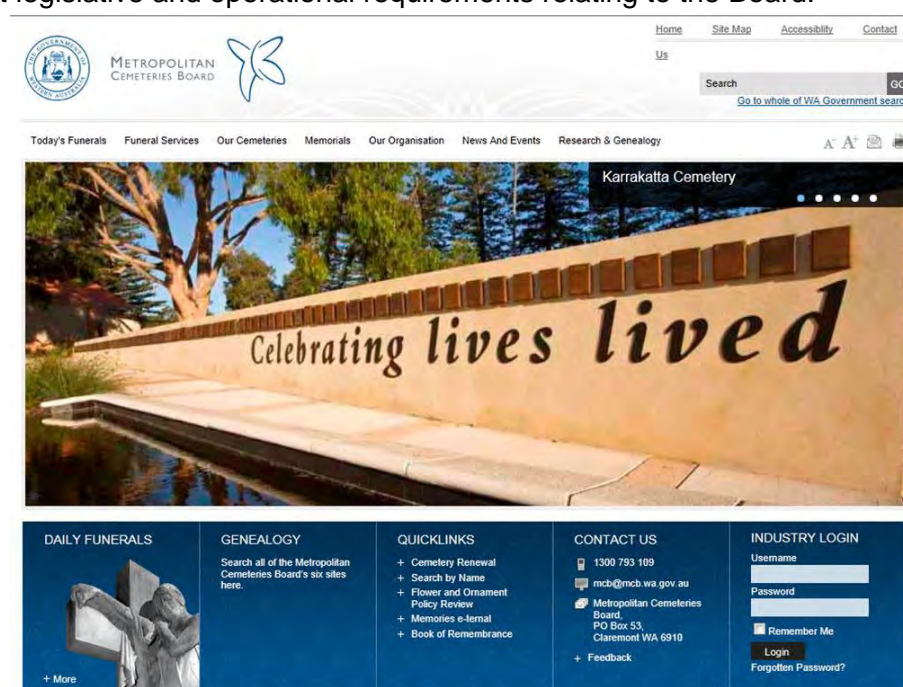 t legislative and operational requirements relating to the Board.
Home Site Map Accessiblity Contact
Us
METROPOLITAN
CEMETERIES BOARD
Search GO
Go to whole of WA Government searc
Today's Funerals Funeral Services Our Cemeteries Memorials Our Organisation News And Events Research & Genealogy A- A+
Karrakatta Cemetery
Celebrating lives lived
DAILY FUNERALS
+ More
GENEALOGY
Search all of the Metropolitan
Cemeteries Board's six sites
here.
QUICKLINKS
+ Cemetery Renewal
+ Search by Name
+ Flower and Ornament
Policy Review
+ Memories e-ternal
+ Book of Remembrance
CONTACT US
1300 793 109
mcb@mcb.wa.gov.au
Metropolitan Cemeteries
Board,
PO Box 53,
Claremont WA 6910
+ Feedback
INDUSTRY LOGIN
Username
Password
Remember Me
Login
Forgotten Password?